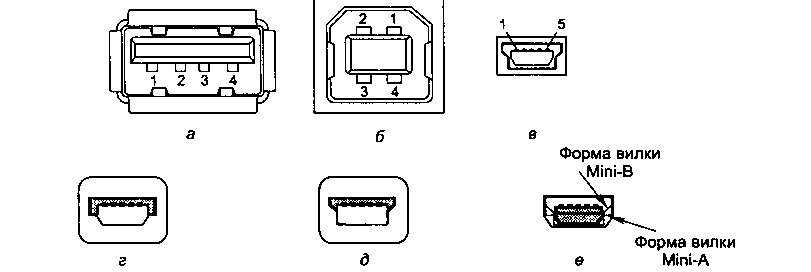 1 2 3 4
а
2 1
3 4
б
1 5
в
г
д
Форма вилки
Mini-B
Форма вилки
Mini-A
е